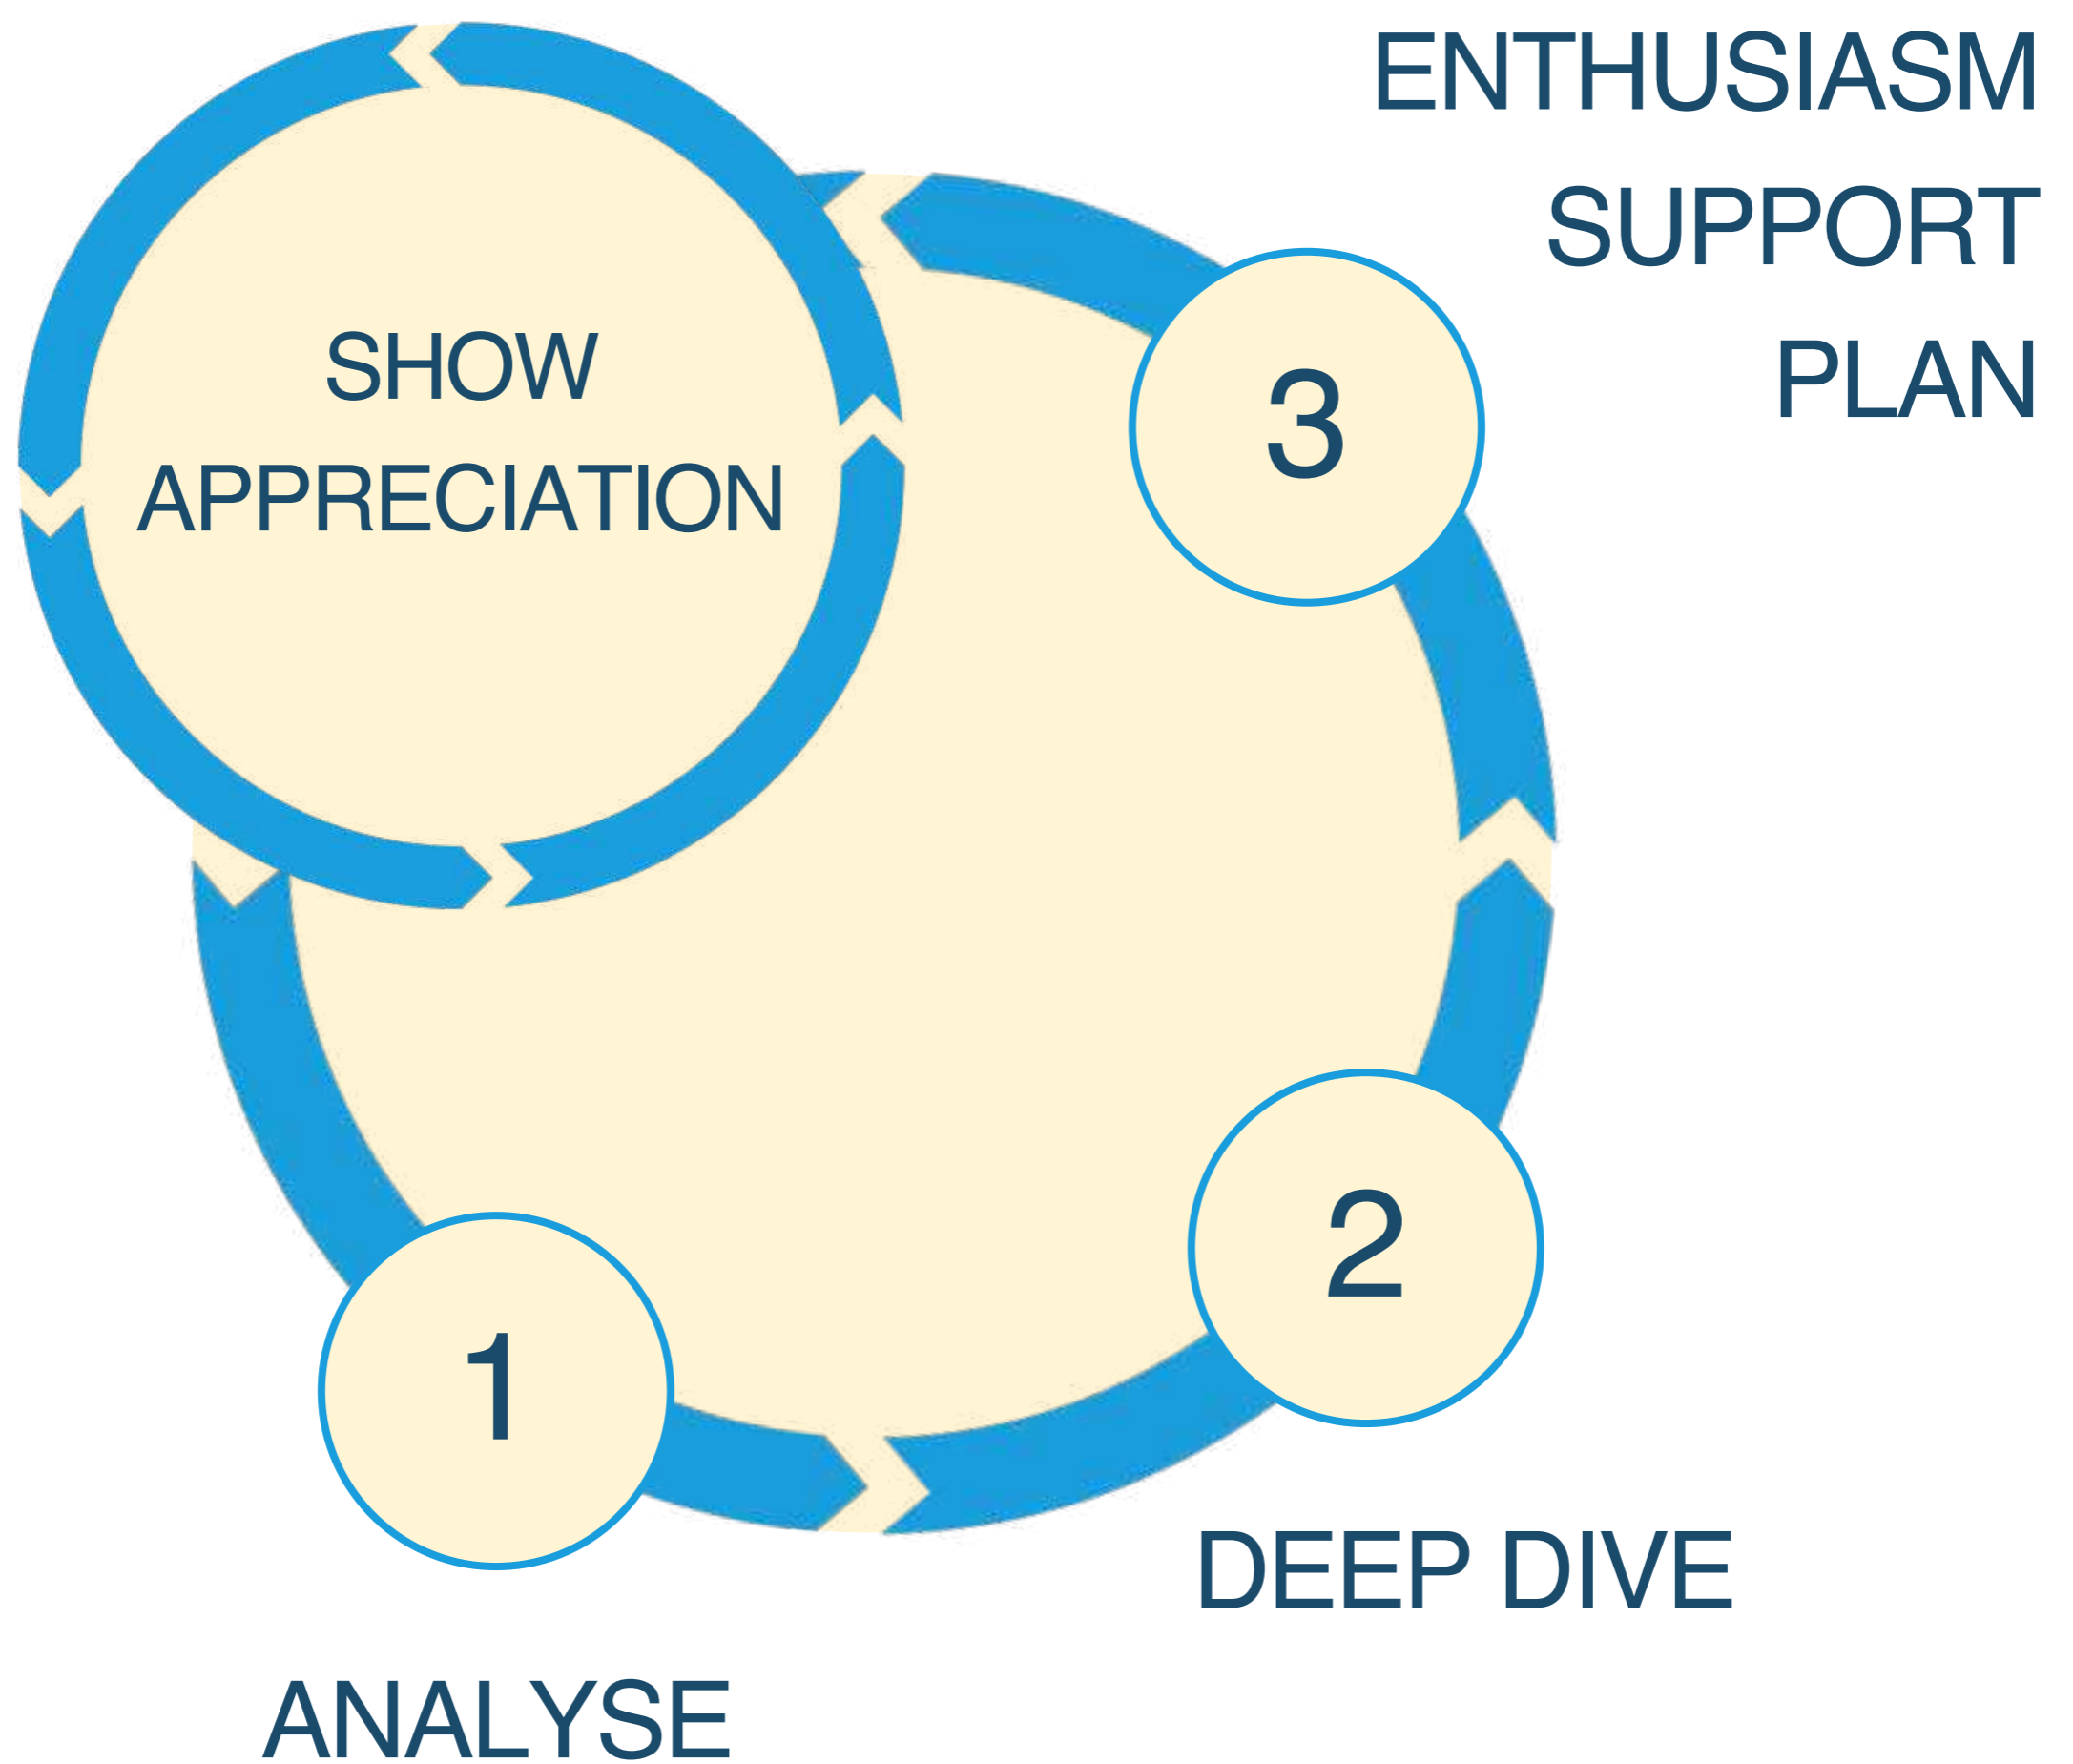 ENTHUSIASM
SUPPORT
PLAN
SHOW
APPRECIATION
3
2
1
DEEP DIVE
ANALYSE